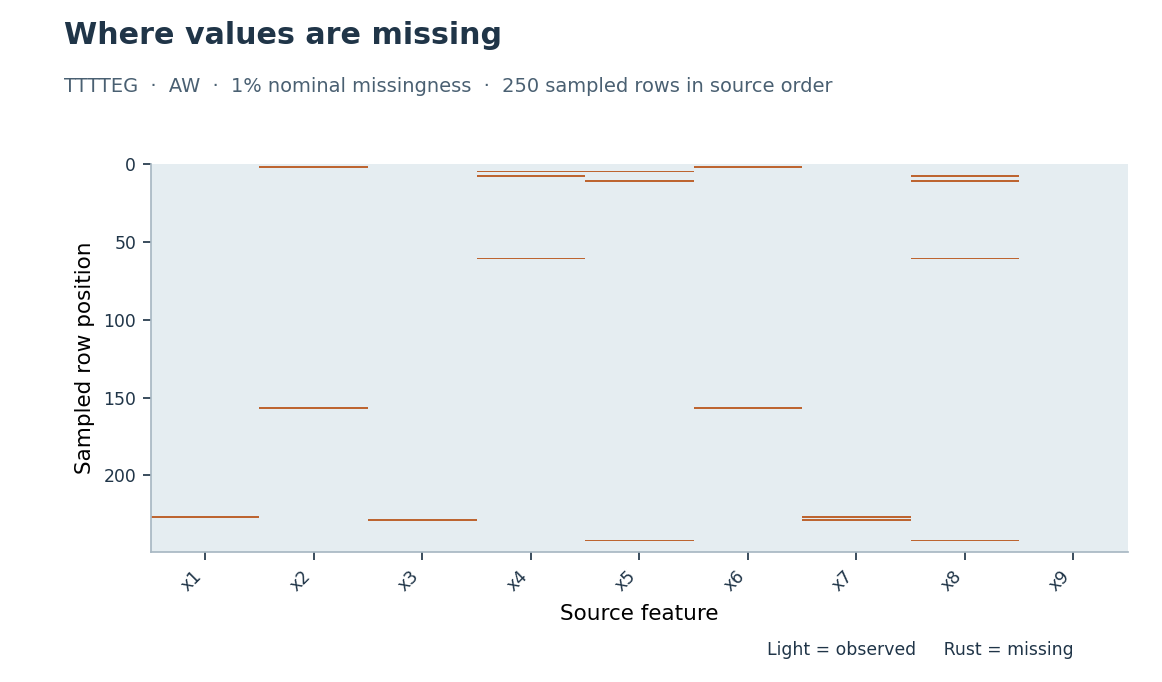 Where values are missing
TTTTEG · AW · 1% nominal missingness · 250 sampled rows in source order
0
50
100
150
200
Sampled row position
x1 x2 x3 x4 x5 x6 x7 x8 x9
Source feature
Light = observed Rust = missing